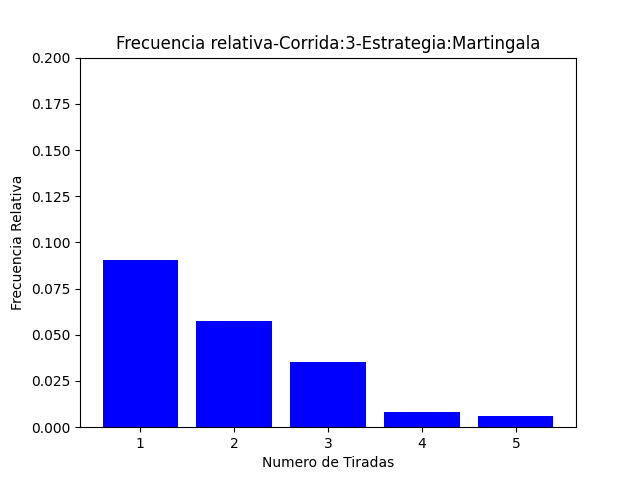 Frecuencia relativa-Corrida:3-Estrategia:Martingala
0.200
0.175
0.150
0.125
0.100
0.075
0.050
0.025
0.000
Frecuencia Relativa
1 2 3 4 5
Numero de Tiradas